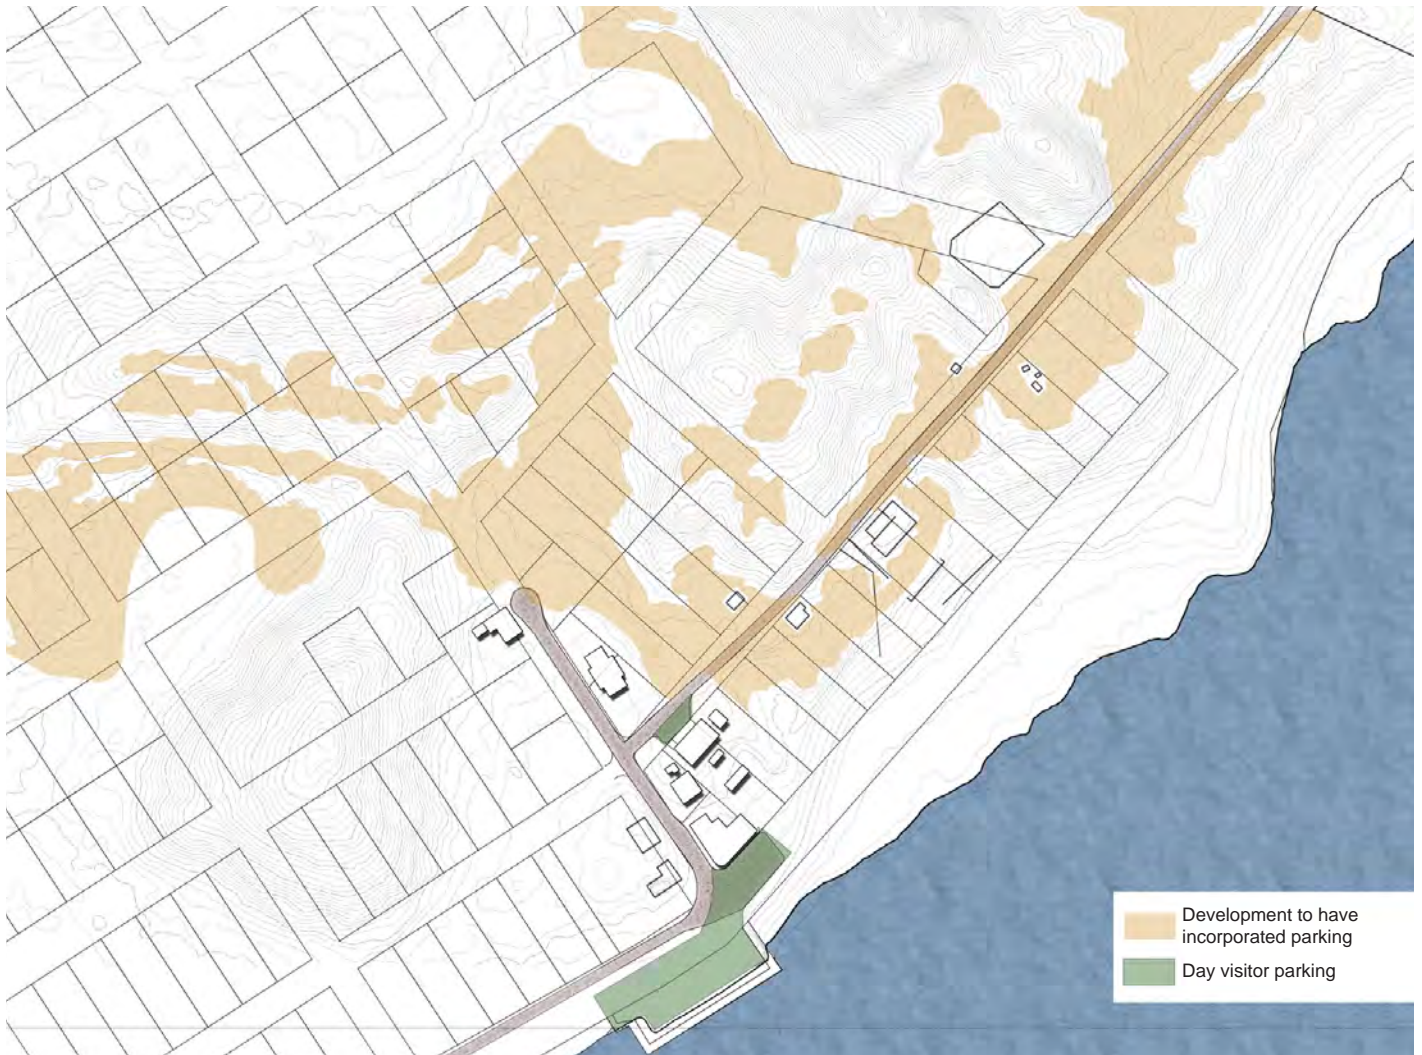 Development to have
incorporated parking
Day visitor parking